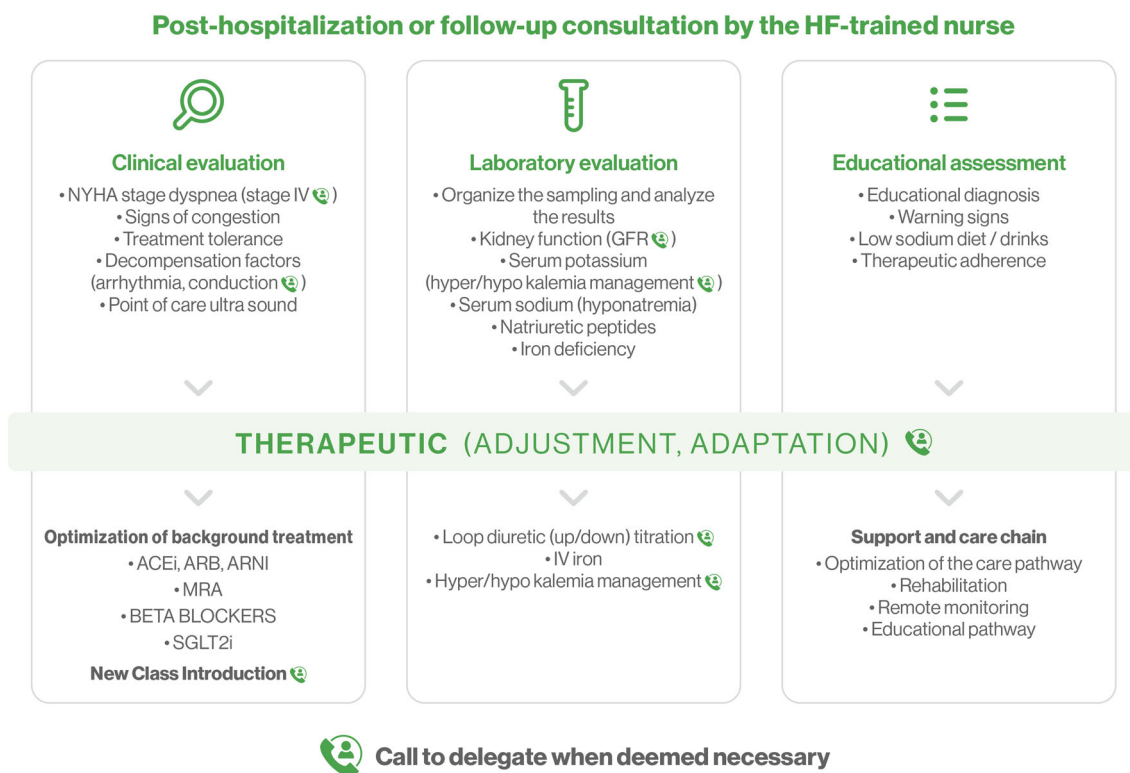 Post-hospitalization or follow-up consultation by the HF-trained nurse
Clinical evaluation
• NYHA stage dyspnea (stage IV )
• Signs of congestion
• Treatment tolerance
• Decompensation factors
(arrhythmia, conduction )
• Point of care ultra sound
Laboratory evaluation
• Organize the sampling and analyze
the results
• Kidney function (GFR )
• Serum potassium
(hyper/hypo kalemia management )
• Serum sodium (hyponatremia)
• Natriuretic peptides
• Iron deficiency
Educational assessment
• Educational diagnosis
• Warning signs
• Low sodium diet / drinks
• Therapeutic adherence
THERAPEUTIC (ADJUSTMENT, ADAPTATION)
Optimization of background treatment
• ACEi, ARB, ARNI
• MRA
• BETA BLOCKERS
• SGLT2i
New Class Introduction
• Loop diuretic (up/down) titration
• IV iron
• Hyper/hypo kalemia management
Support and care chain
• Optimization of the care pathway
• Rehabilitation
• Remote monitoring
• Educational pathway
Call to delegate when deemed necessary